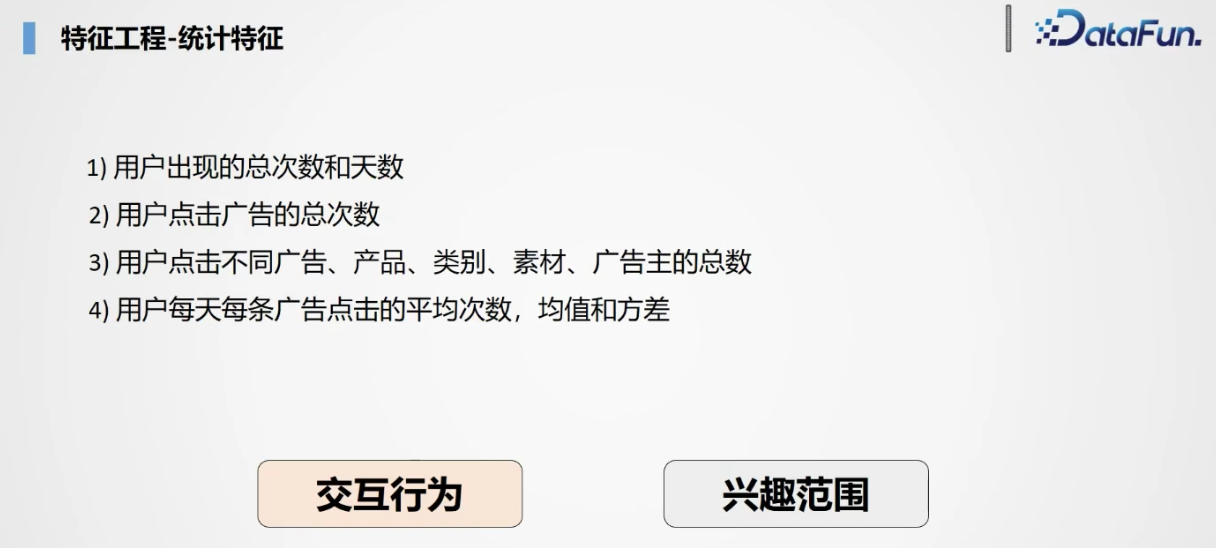 特征工程-统计特征
DataFun.
1) 用户出现的总次数和天数
2) 用户点击广告的总次数
3) 用户点击不同广告、产品、类别、素材、广告主的总数
4) 用户每天每条广告点击的平均次数，均值和方差
交互行为
兴趣范围